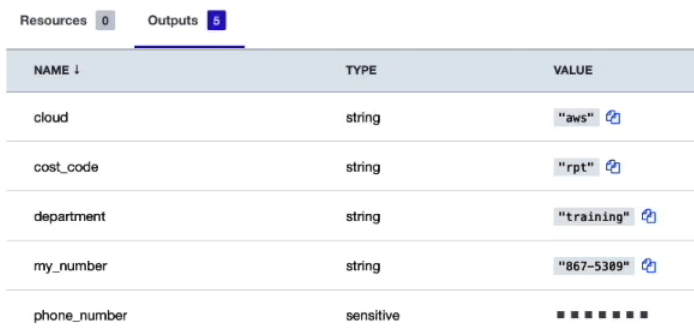 Resources 0 Outputs 5
NAME ↓ TYPE VALUE
cloud string "aws"
cost_code string "rpt"
department string "training"
my_number string "867-5309"
phone_number sensitive ■ ■ ■ ■ ■ ■ ■